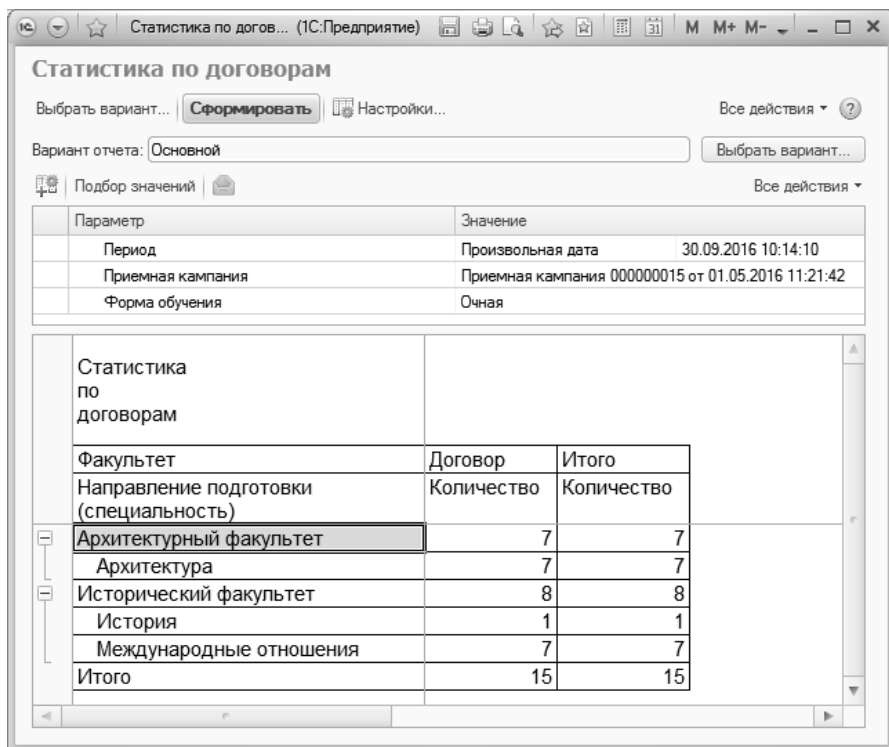 1С Статистика по догов... (1С:Предприятие) 31 M M+ M-
Статистика по договорам
Выбрать вариант... Сформировать Настройки... Все действия ?
Вариант отчета: Основной Выбрать вариант...
Подбор значений Все действия
Параметр Значение
Период Произвольная дата 30.09.2016 10:14:10
Приемная кампания Приемная кампания 000000015 от 01.05.2016 11:21:42
Форма обучения Очная
Статистика
по
договорам
Факультет Договор Итого
Направление подготовки Количество Количество
(специальность)
Архитектурный факультет 7 7
Архитектура 7 7
Исторический факультет 8 8
История 1 1
Международные отношения 7 7
Итого 15 15